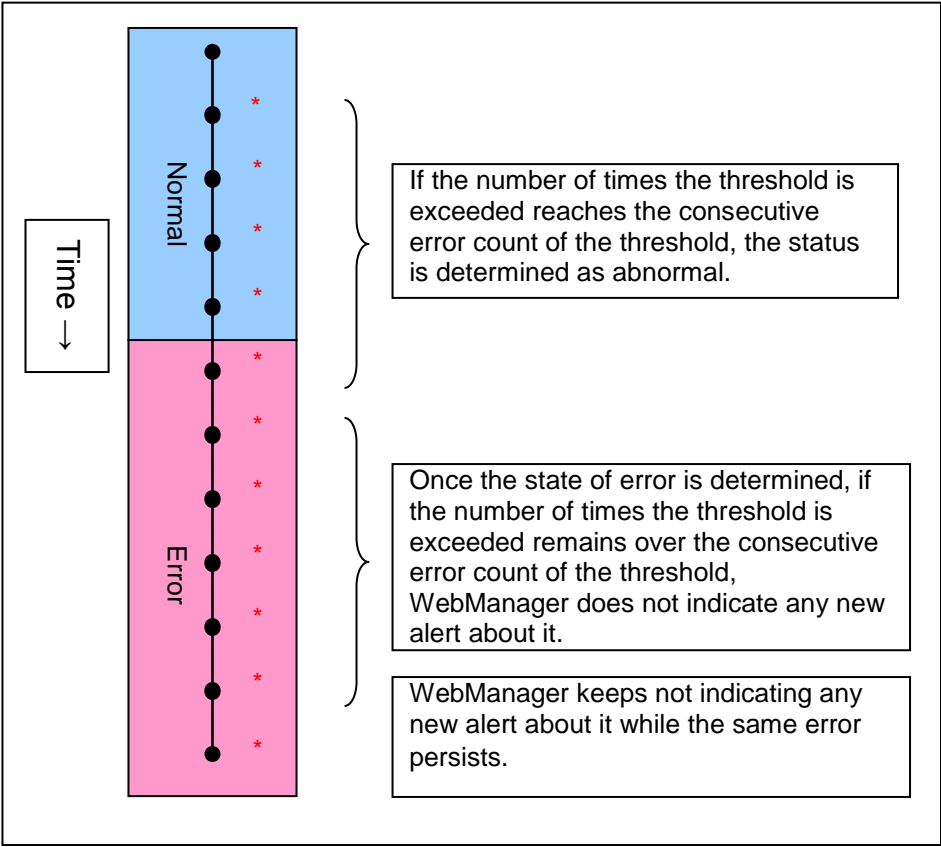 Time →
Normal
*
*
*
*
*
*
*
*
*
*
*
Error
If the number of times the threshold is
exceeded reaches the consecutive
error count of the threshold, the status
is determined as abnormal.
Once the state of error is determined, if
the number of times the threshold is
exceeded remains over the consecutive
error count of the threshold,
WebManager does not indicate any new
alert about it.
WebManager keeps not indicating any
new alert about it while the same error
persists.